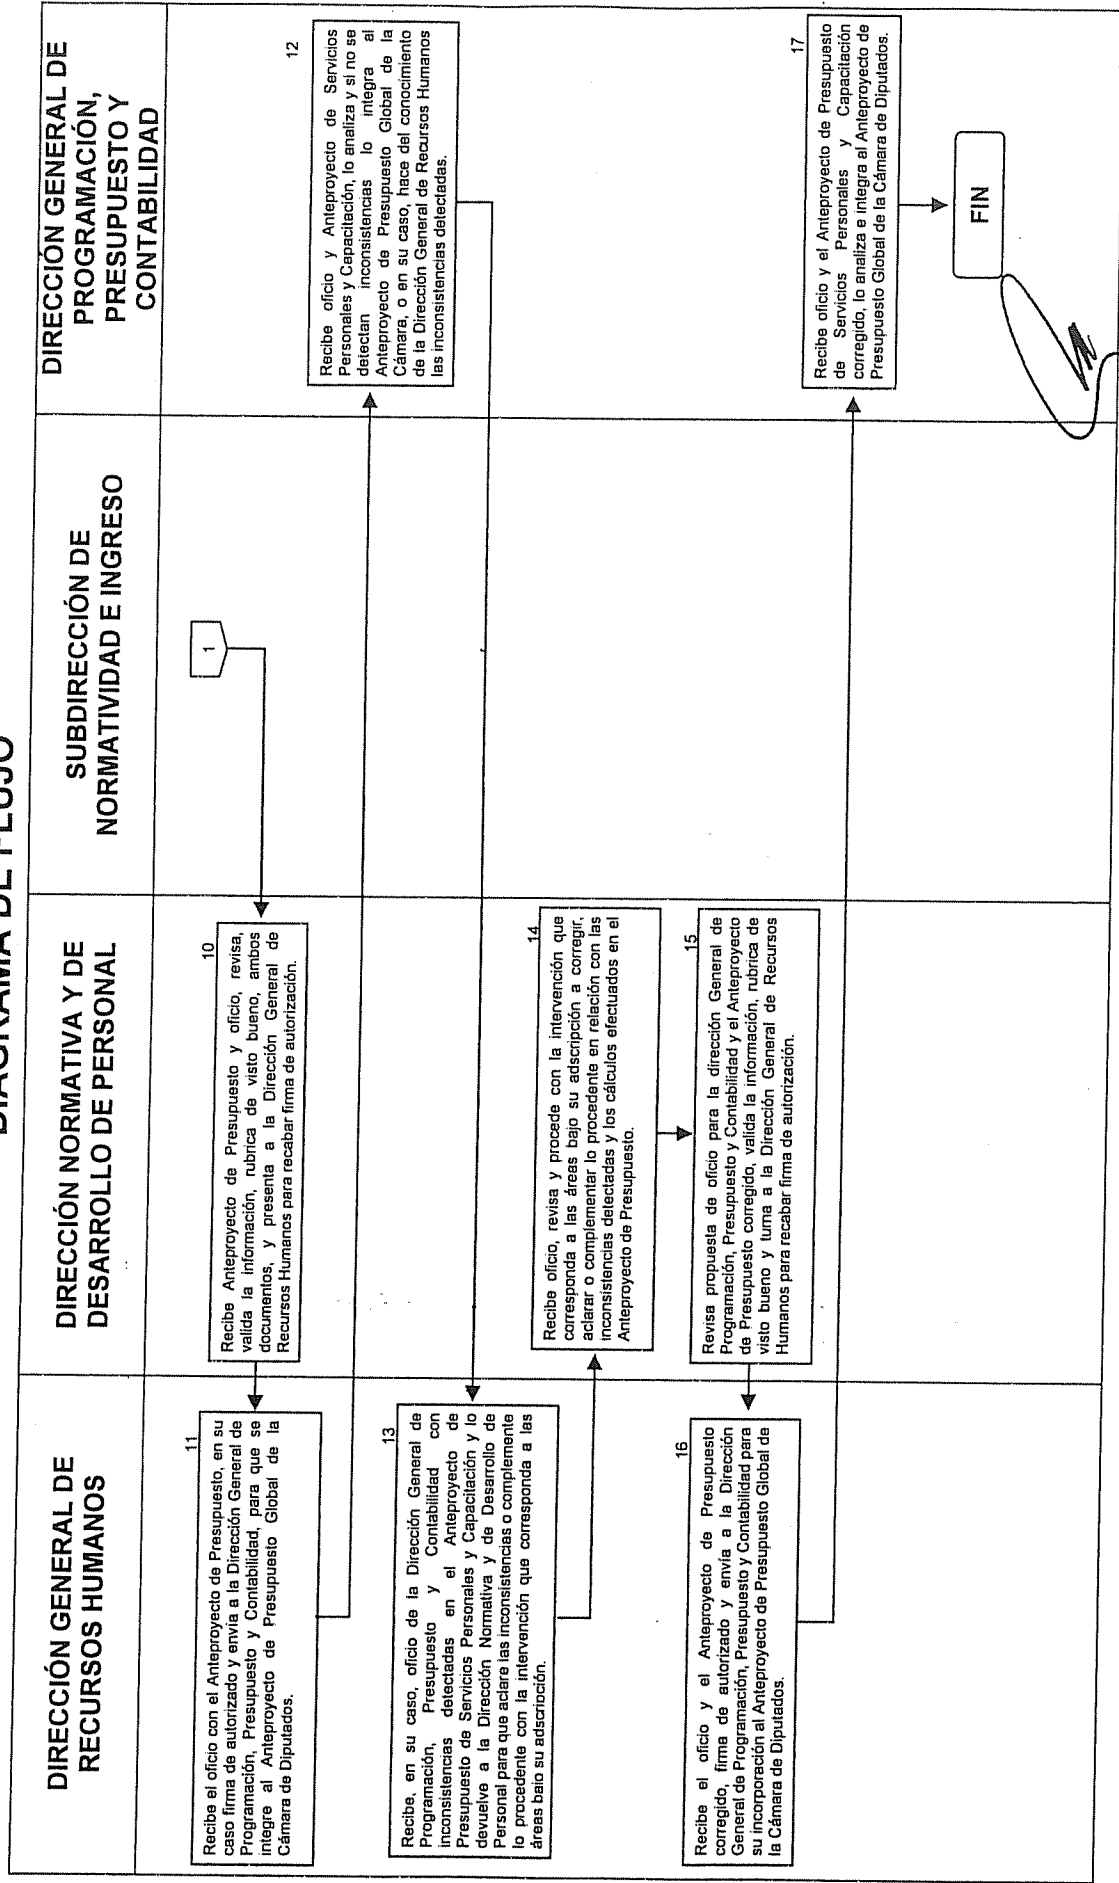 DIAGRAMA DE FLUJO
DIRECCIÓN GENERAL DE
RECURSOS HUMANOS
DIRECCIÓN NORMATIVA Y DE
DESARROLLO DE PERSONAL
SUBDIRECCIÓN DE
NORMATIVIDAD E INGRESO
DIRECCIÓN GENERAL DE
PROGRAMACIÓN,
PRESUPUESTO Y
CONTABILIDAD
1
10
Recibe Anteproyecto de Presupuesto y oficio, revisa,
valida la información, rubrica de visto bueno, ambos
documentos, y presenta a la Dirección General de
Recursos Humanos para recabar firma de autorización.
11
Recibe el oficio con el Anteproyecto de Presupuesto, en su
caso firma de autorizado y envía a la Dirección General de
Programación, Presupuesto y Contabilidad, para que se
integre al Anteproyecto de Presupuesto Global de la
Cámara de Diputados.
12
Recibe oficio y Anteproyecto de Servicios
Personales y Capacitación, lo analiza y si no se
detectan inconsistencias lo integra al
Anteproyecto de Presupuesto Global de la
Cámara, o en su caso, hace del conocimiento
de la Dirección General de Recursos Humanos
las inconsistencias detectadas.
13
Recibe, en su caso, oficio de la Dirección General de
Programación, Presupuesto y Contabilidad con
inconsistencias detectadas en el Anteproyecto de
Presupuesto de Servicios Personales y Capacitación y lo
devuelve a la Dirección Normativa y de Desarrollo de
Personal para que aclare las inconsistencias o complemente
lo procedente con la intervención que corresponda a las
áreas bajo su adscripción.
14
Recibe oficio, revisa y procede con la intervención que
corresponda a las áreas bajo su adscripción a corregir,
aclarar o complementar lo procedente en relación con las
inconsistencias detectadas y los cálculos efectuados en el
Anteproyecto de Presupuesto.
15
Revisa propuesta de oficio para la dirección General de
Programación, Presupuesto y Contabilidad y el Anteproyecto
de Presupuesto corregido, valida la información, rubrica de
visto bueno y turna a la Dirección General de Recursos
Humanos para recabar firma de autorización.
16
Recibe el oficio y el Anteproyecto de Presupuesto
corregido, firma de autorizado y envía a la Dirección
General de Programación, Presupuesto y Contabilidad para
su incorporación al Anteproyecto de Presupuesto Global de
la Cámara de Diputados.
17
Recibe oficio y el Anteproyecto de Presupuesto
de Servicios Personales y Capacitación
corregido, lo analiza e integra al Anteproyecto de
Presupuesto Global de la Cámara de Diputados.
FIN